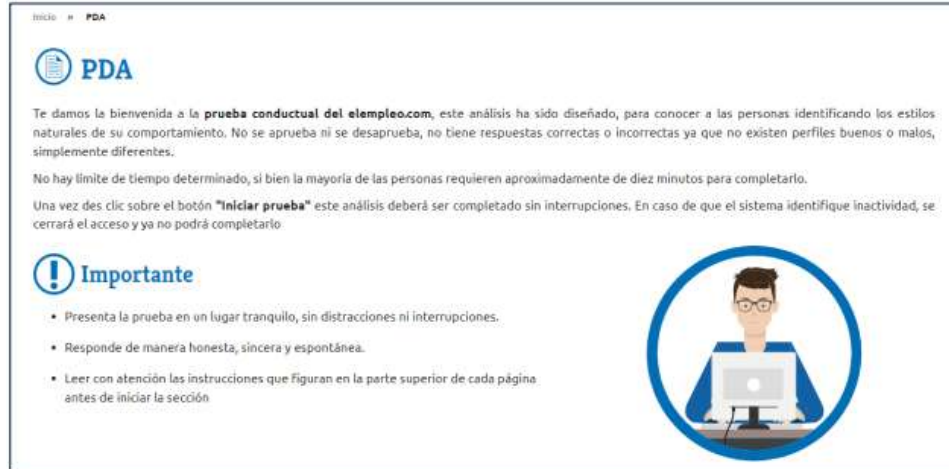 Inicio » PDA
PDA
Te damos la bienvenida a la prueba conductual del elempleo.com, este análisis ha sido diseñado, para conocer a las personas identificando los estilos
naturales de su comportamiento. No se aprueba ni se desaprueba, no tiene respuestas correctas o incorrectas ya que no existen perfiles buenos o malos,
simplemente diferentes.
No hay límite de tiempo determinado, si bien la mayoría de las personas requieren aproximadamente de diez minutos para completarlo.
Una vez des clic sobre el botón "Iniciar prueba" este análisis deberá ser completado sin interrupciones. En caso de que el sistema identifique inactividad, se
cerrará el acceso y ya no podrá completarlo
Importante
• Presenta la prueba en un lugar tranquilo, sin distracciones ni interrupciones.
• Responde de manera honesta, sincera y espontánea.
• Leer con atención las instrucciones que figuran en la parte superior de cada página
antes de iniciar la sección